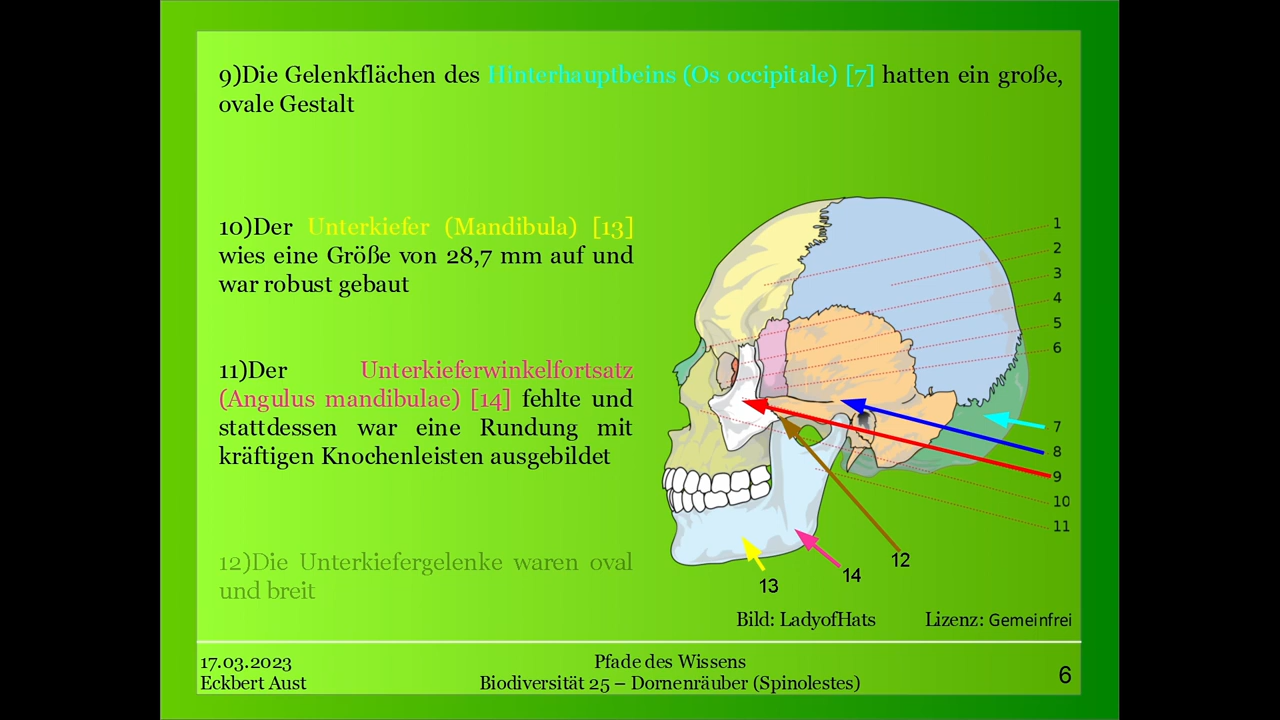 9)Die Gelenkflächen des Hinterhauptbeins (Os occipitale) [7] hatten ein große,
ovale Gestalt
10)Der Unterkiefer (Mandibula) [13]
wies eine Größe von 28,7 mm auf und
war robust gebaut
11)Der Unterkieferwinkelfortsatz
(Angulus mandibulae) [14] fehlte und
stattdessen war eine Rundung mit
kräftigen Knochenleisten ausgebildet
12)Die Unterkiefergelenke waren oval
und breit
1
2
3
4
5
6
7
8
9
10
11
12
14
13
Bild: LadyofHats Lizenz: Gemeinfrei
17.03.2023
Eckbert Aust
Pfade des Wissens
Biodiversität 25 – Dornenräuber (Spinolestes)
6